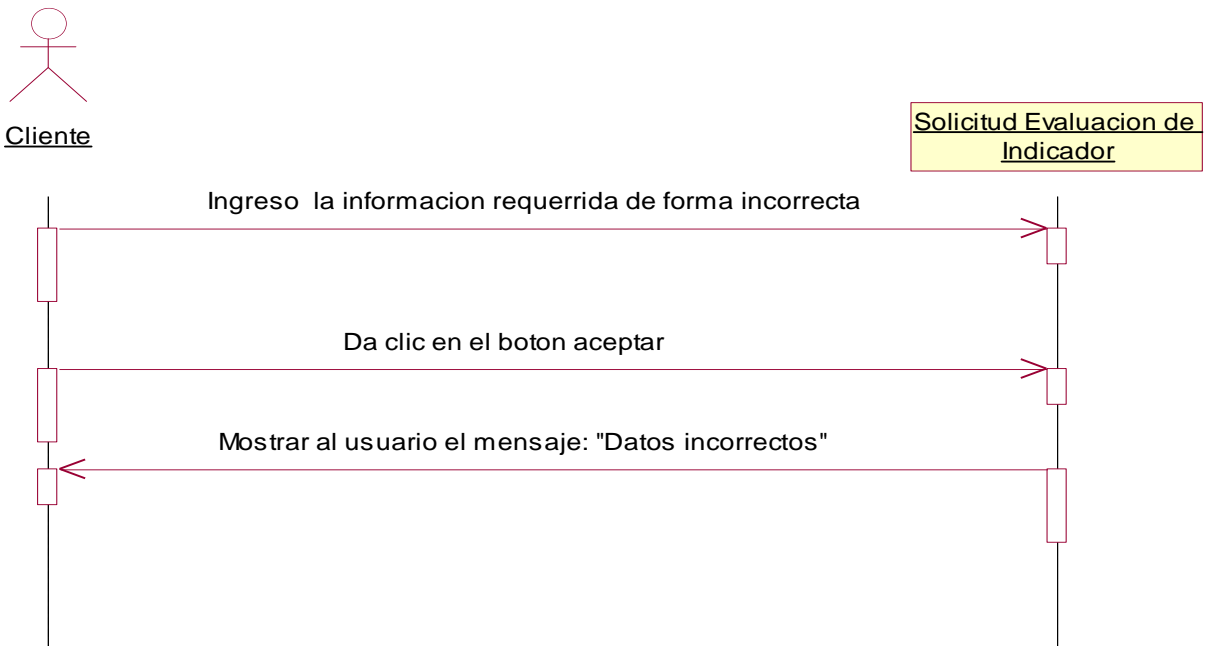 Cliente
Solicitud Evaluacion de
Indicador
Ingreso  la informacion requerrida de forma incorrecta
Da clic en el boton aceptar
Mostrar al usuario el mensaje: "Datos incorrectos"